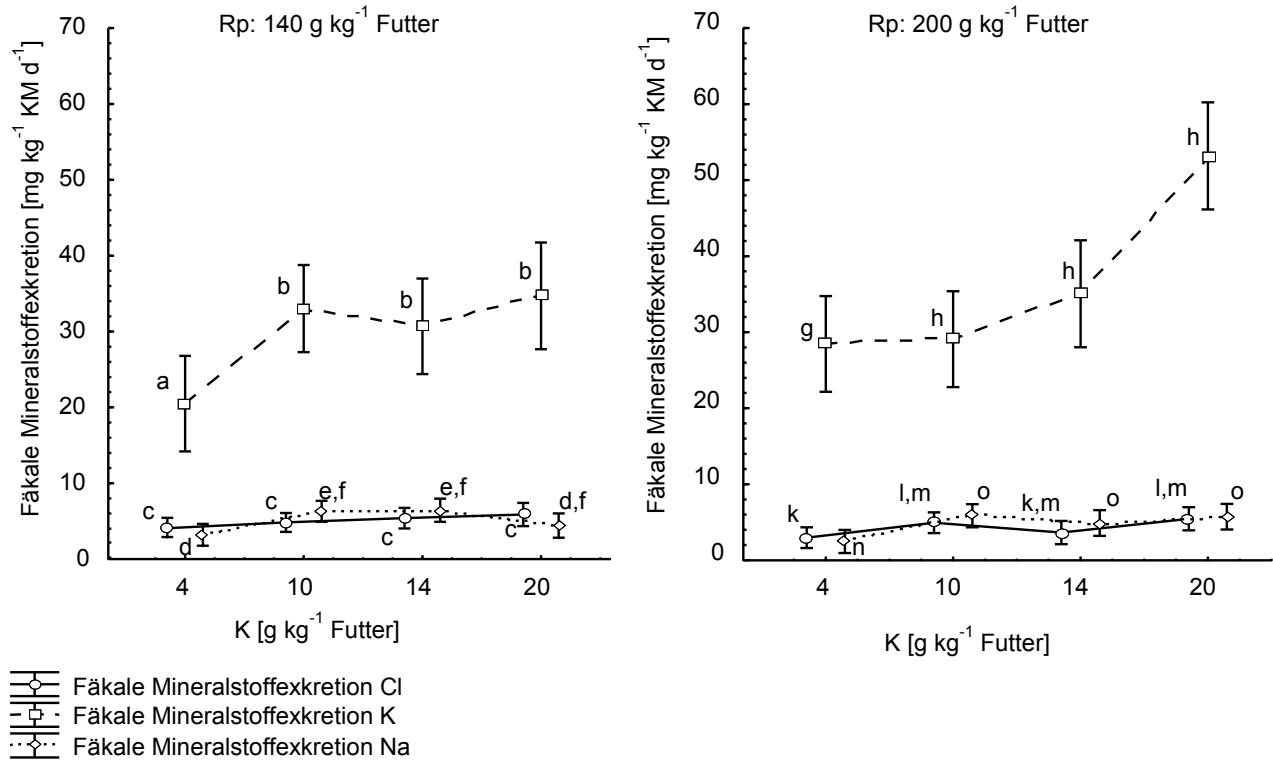 Rp: 140 g kg-1 Futter
Fäkale Mineralstoffexkretion [mg kg-1 KM d-1]
70
60
50
40
30
20
10
0
a
b
b
b
c
c
c
c
d
e,f
e,f
d,f
4
10
14
20
K [g kg-1 Futter]
Rp: 200 g kg-1 Futter
Fäkale Mineralstoffexkretion [mg kg-1 KM d-1]
70
60
50
40
30
20
10
0
g
h
h
h
k
l,m
k,m
l,m
n
o
o
o
4
10
14
20
K [g kg-1 Futter]
Fäkale Mineralstoffexkretion Cl
Fäkale Mineralstoffexkretion K
Fäkale Mineralstoffexkretion Na